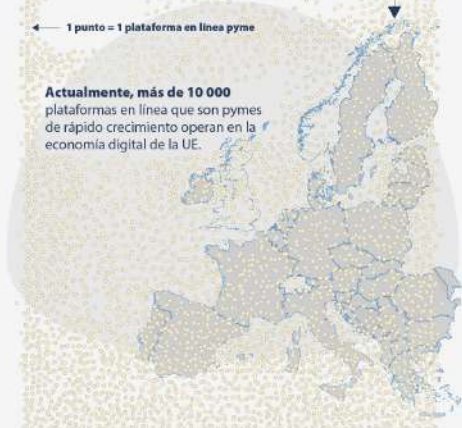 1 punto = 1 plataforma en línea pyme
Actualmente, más de 10 000
plataformas en línea que son pymes
de rápido crecimiento operan en la
economía digital de la UE.